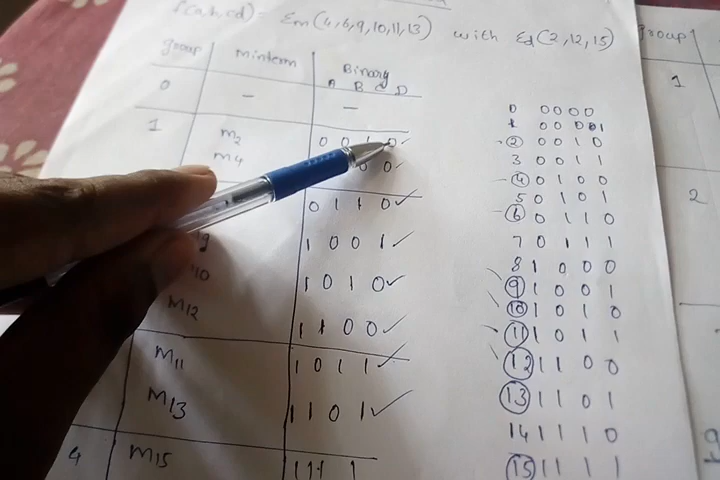 f(a,b,cd) = Σm(4,6,9,10,11,13) with Σd(2,12,15)
group minterm Binary
A B C D
0 - -
1 m2 0 0 1 0 ✓
m4 0 0 ✓
0 1 1 0 ✓
1 0 0 1 ✓
10 1 0 1 0 ✓
M12 1 1 0 0 ✓
M11 1 0 1 1 ✓
M13 1 1 0 1 ✓
4 M15 1 1 1 1
0 0 0 0 0
1 0 0 0 1
2 0 0 1 0
3 0 0 1 1
4 0 1 0 0
5 0 1 0 1
6 0 1 1 0
7 0 1 1 1
8 1 0 0 0
9 1 0 0 1
10 1 0 1 0
11 1 0 1 1
12 1 1 0 0
13 1 1 0 1
14 1 1 1 0
15 1 1 1 1
group
1
2